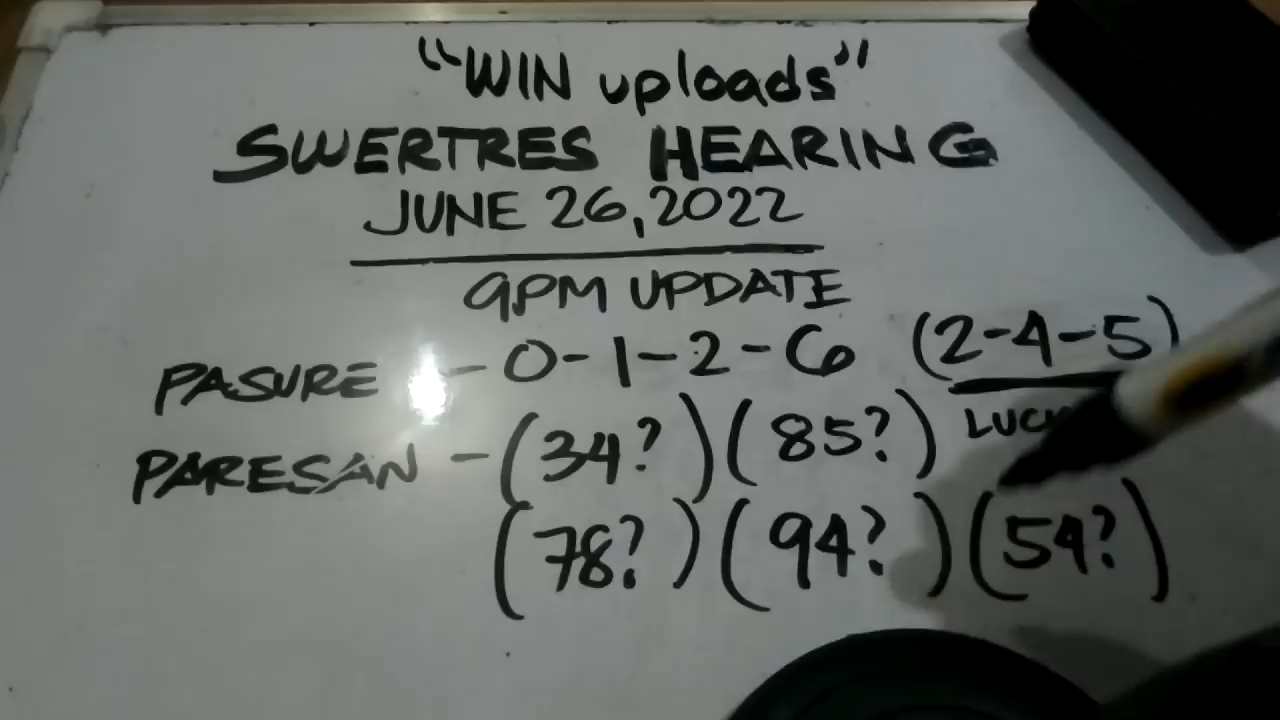 "WIN uploads"
SWERTRES HEARING
JUNE 26, 2022
9PM UPDATE
PASURE - 0-1-2-6 (2-4-5)
PARESAN - (34?) (85?)
(78?) (94?) (54?)